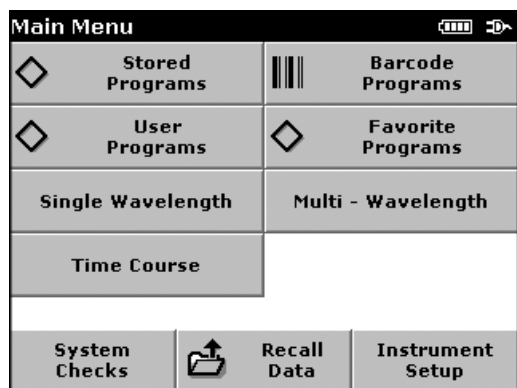 Main Menu
Stored
Programs
Barcode
Programs
User
Programs
Favorite
Programs
Single Wavelength
Multi - Wavelength
Time Course
System
Checks
Recall
Data
Instrument
Setup